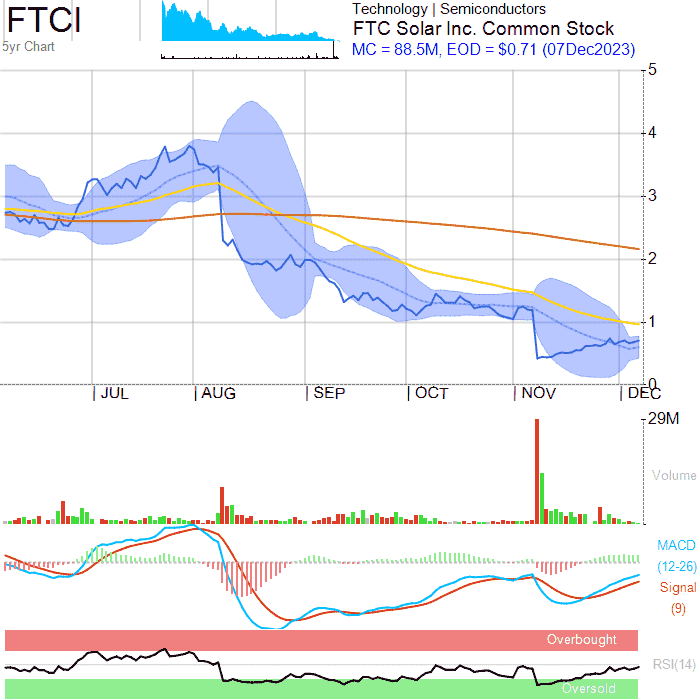 FTCI
5yr Chart
Technology | Semiconductors
FTC Solar Inc. Common Stock
MC = 88.5M, EOD = $0.71 (07Dec2023)
5
4
3
2
1
0
JUL AUG SEP OCT NOV DEC
29M
Volume
MACD
(12-26)
Signal
(9)
Overbought
RSI(14)
Oversold